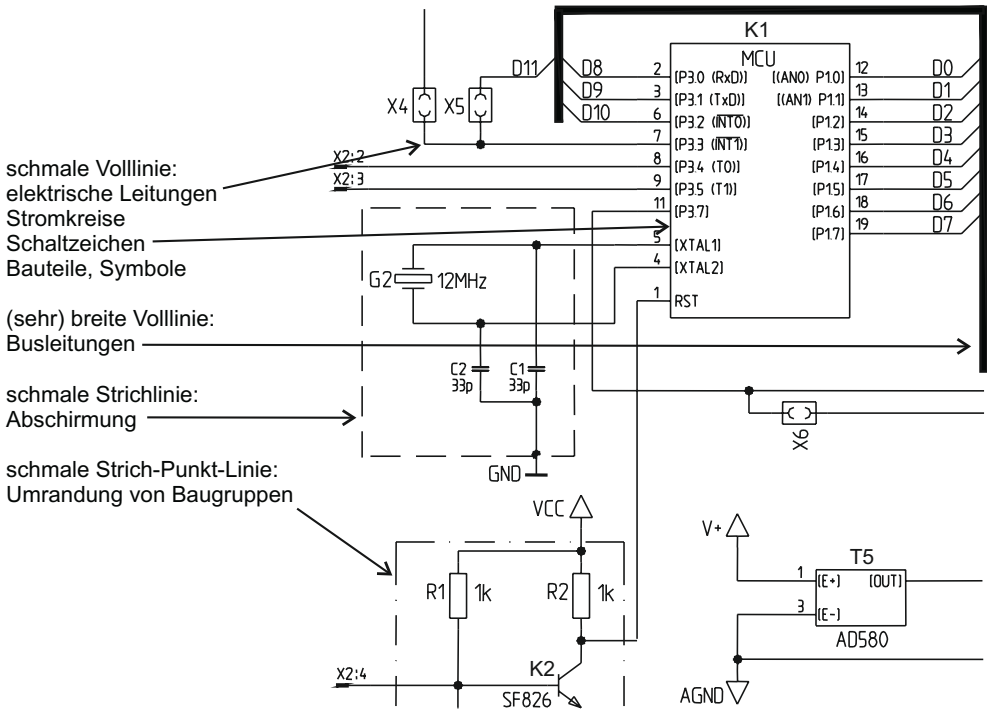 K1
MCU
D11
D8
D9
D10
2
3
6
7
8
9
11
5
4
1
[P3.0 (RxD)]
[P3.1 (TxD)]
[P3.2 (INT0)]
[P3.3 (INT1)]
[P3.4 (T0)]
[P3.5 (T1)]
[P3.7]
[XTAL1]
[XTAL2]
RST
[(AN0) P1.0]
[(AN1) P1.1]
[P1.2]
[P1.3]
[P1.4]
[P1.5]
[P1.6]
[P1.7]
12
13
14
15
16
17
18
19
D0
D1
D2
D3
D4
D5
D6
D7
X4
X5
X2:2
X2:3
schmale Volllinie:
elektrische Leitungen
Stromkreise
Schaltzeichen
Bauteile, Symbole
(sehr) breite Volllinie:
Busleitungen
schmale Strichlinie:
Abschirmung
schmale Strich-Punkt-Linie:
Umrandung von Baugruppen
G2
12MHz
C2
33p
C1
33p
GND
X6
VCC
R1
1k
R2
1k
X2:4
K2
SF826
V+
T5
1
[E+]
[OUT]
3
[E-]
AD580
AGND